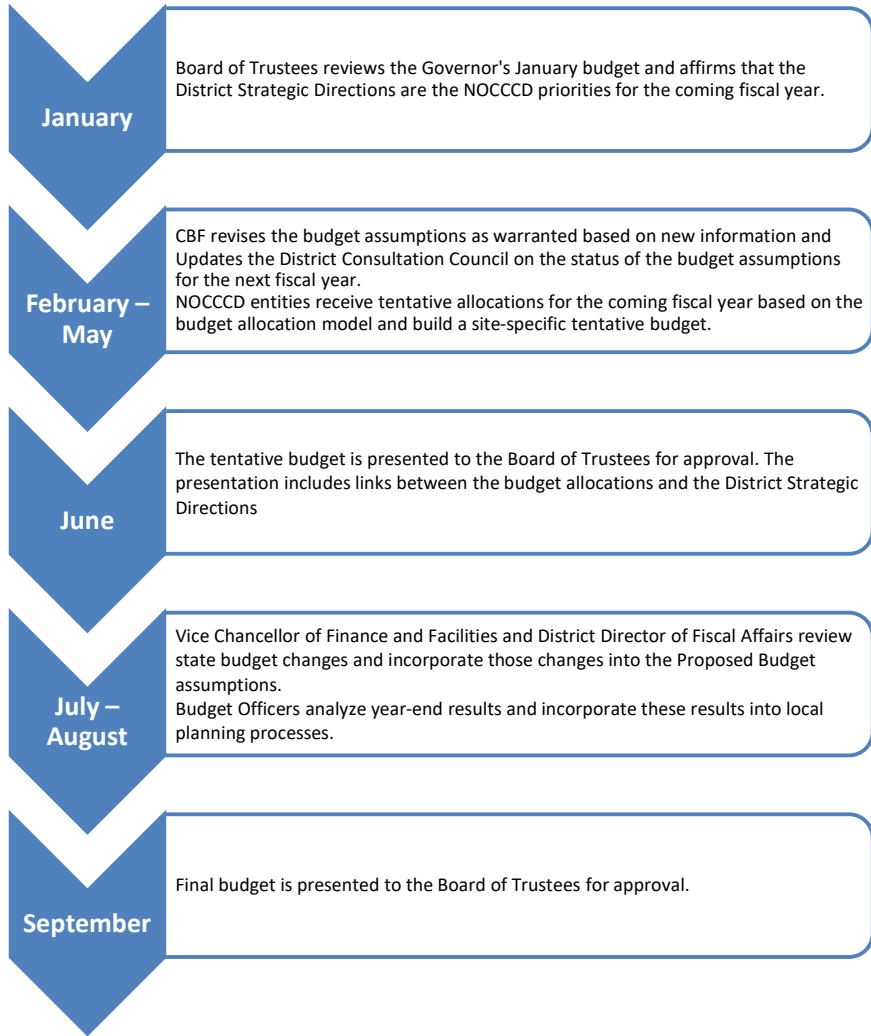 January
Board of Trustees reviews the Governor's January budget and affirms that the
District Strategic Directions are the NOCCCD priorities for the coming fiscal year.
February –
May
CBF revises the budget assumptions as warranted based on new information and
Updates the District Consultation Council on the status of the budget assumptions
for the next fiscal year.
NOCCCD entities receive tentative allocations for the coming fiscal year based on the
budget allocation model and build a site-specific tentative budget.
June
The tentative budget is presented to the Board of Trustees for approval. The
presentation includes links between the budget allocations and the District Strategic
Directions
July –
August
Vice Chancellor of Finance and Facilities and District Director of Fiscal Affairs review
state budget changes and incorporate those changes into the Proposed Budget
assumptions.
Budget Officers analyze year-end results and incorporate these results into local
planning processes.
September
Final budget is presented to the Board of Trustees for approval.